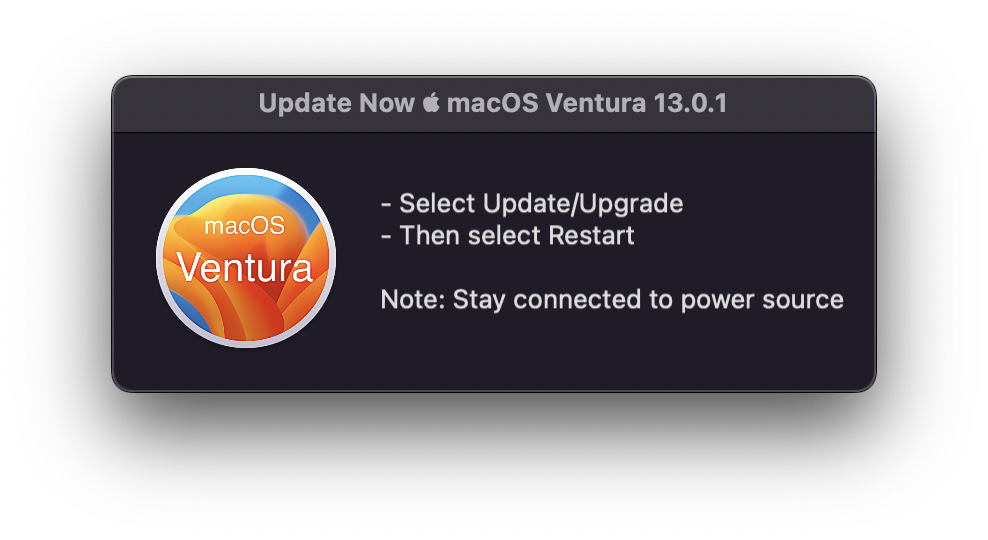 Update Now  macOS Ventura 13.0.1
macOS
Ventura
- Select Update/Upgrade
- Then select Restart
Note: Stay connected to power source